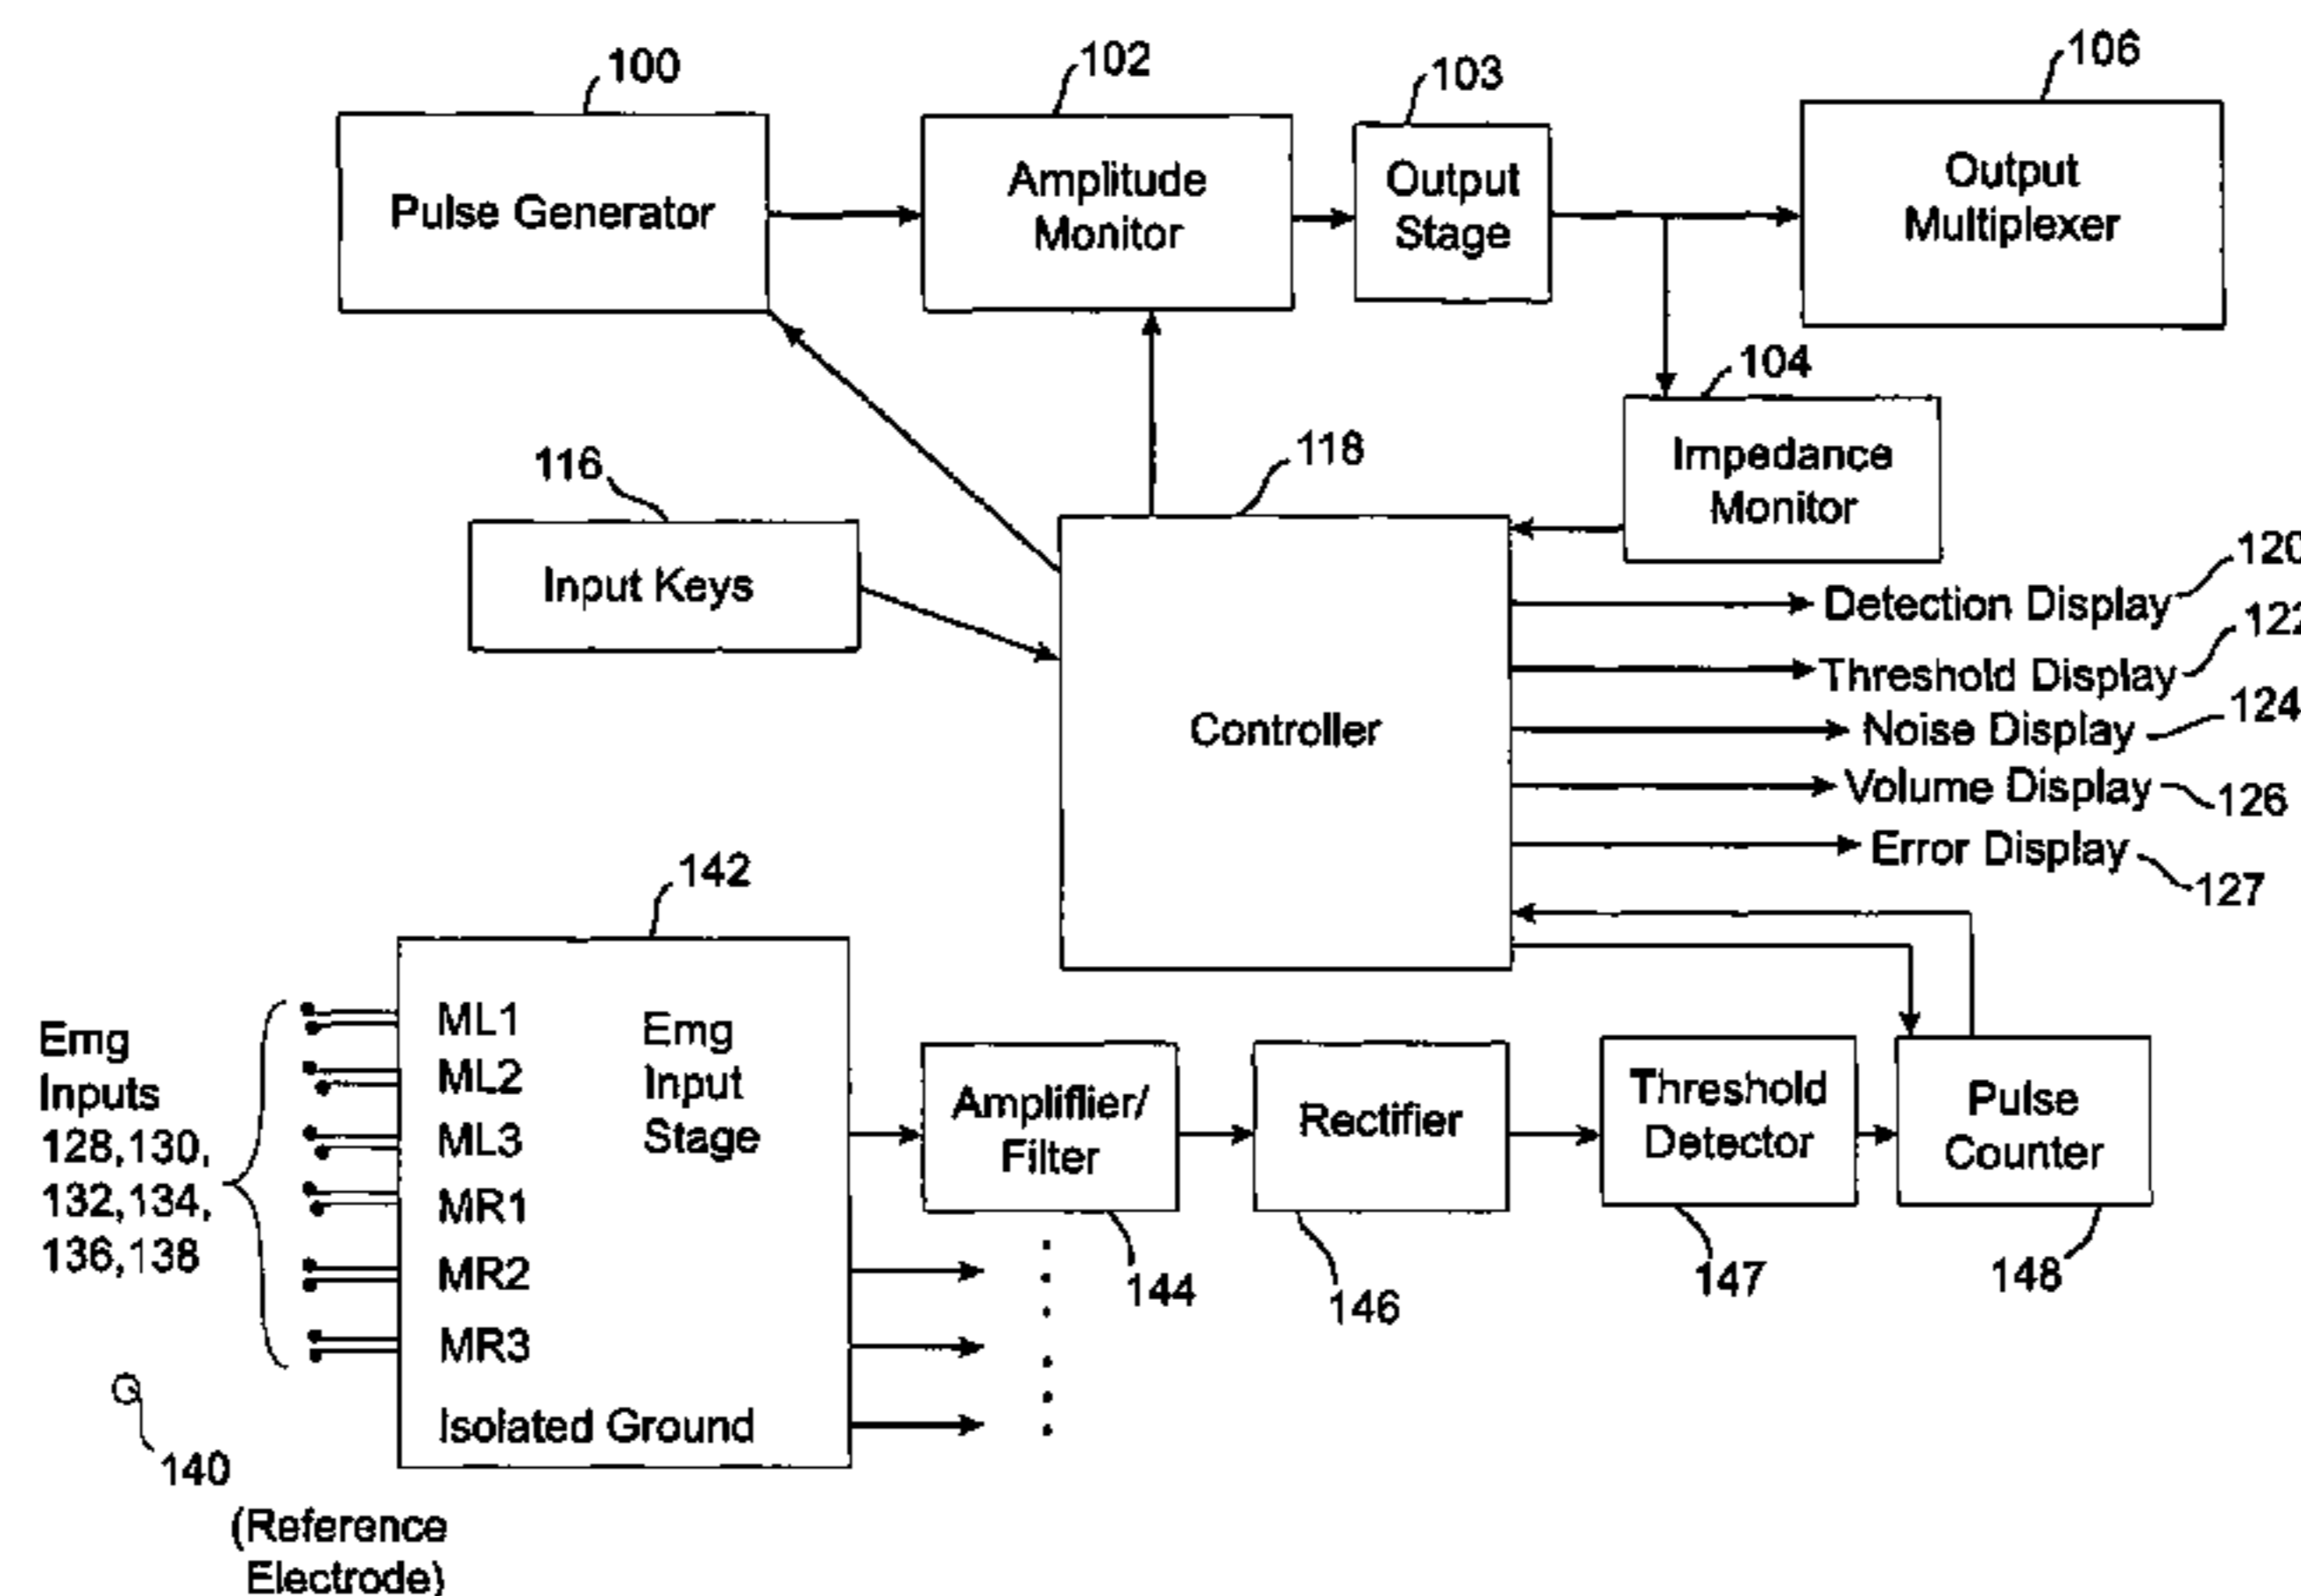 100
102
103
106
Pulse Generator
Amplitude
Monitor
Output
Stage
Output
Multiplexer
104
116
118
Impedance
Monitor
Input Keys
120
Detection Display
122
Threshold Display
124
Noise Display
Controller
Volume Display
126
Error Display
127
142
Emg
Inputs
128,130,
132,134,
136,138
ML1
ML2
ML3
MR1
MR2
MR3
Isolated Ground
Emg
Input
Stage
Ampliflier/
Filter
Rectifier
Threshold
Detector
Pulse
Counter
144
146
147
148
140
(Reference
Electrode)